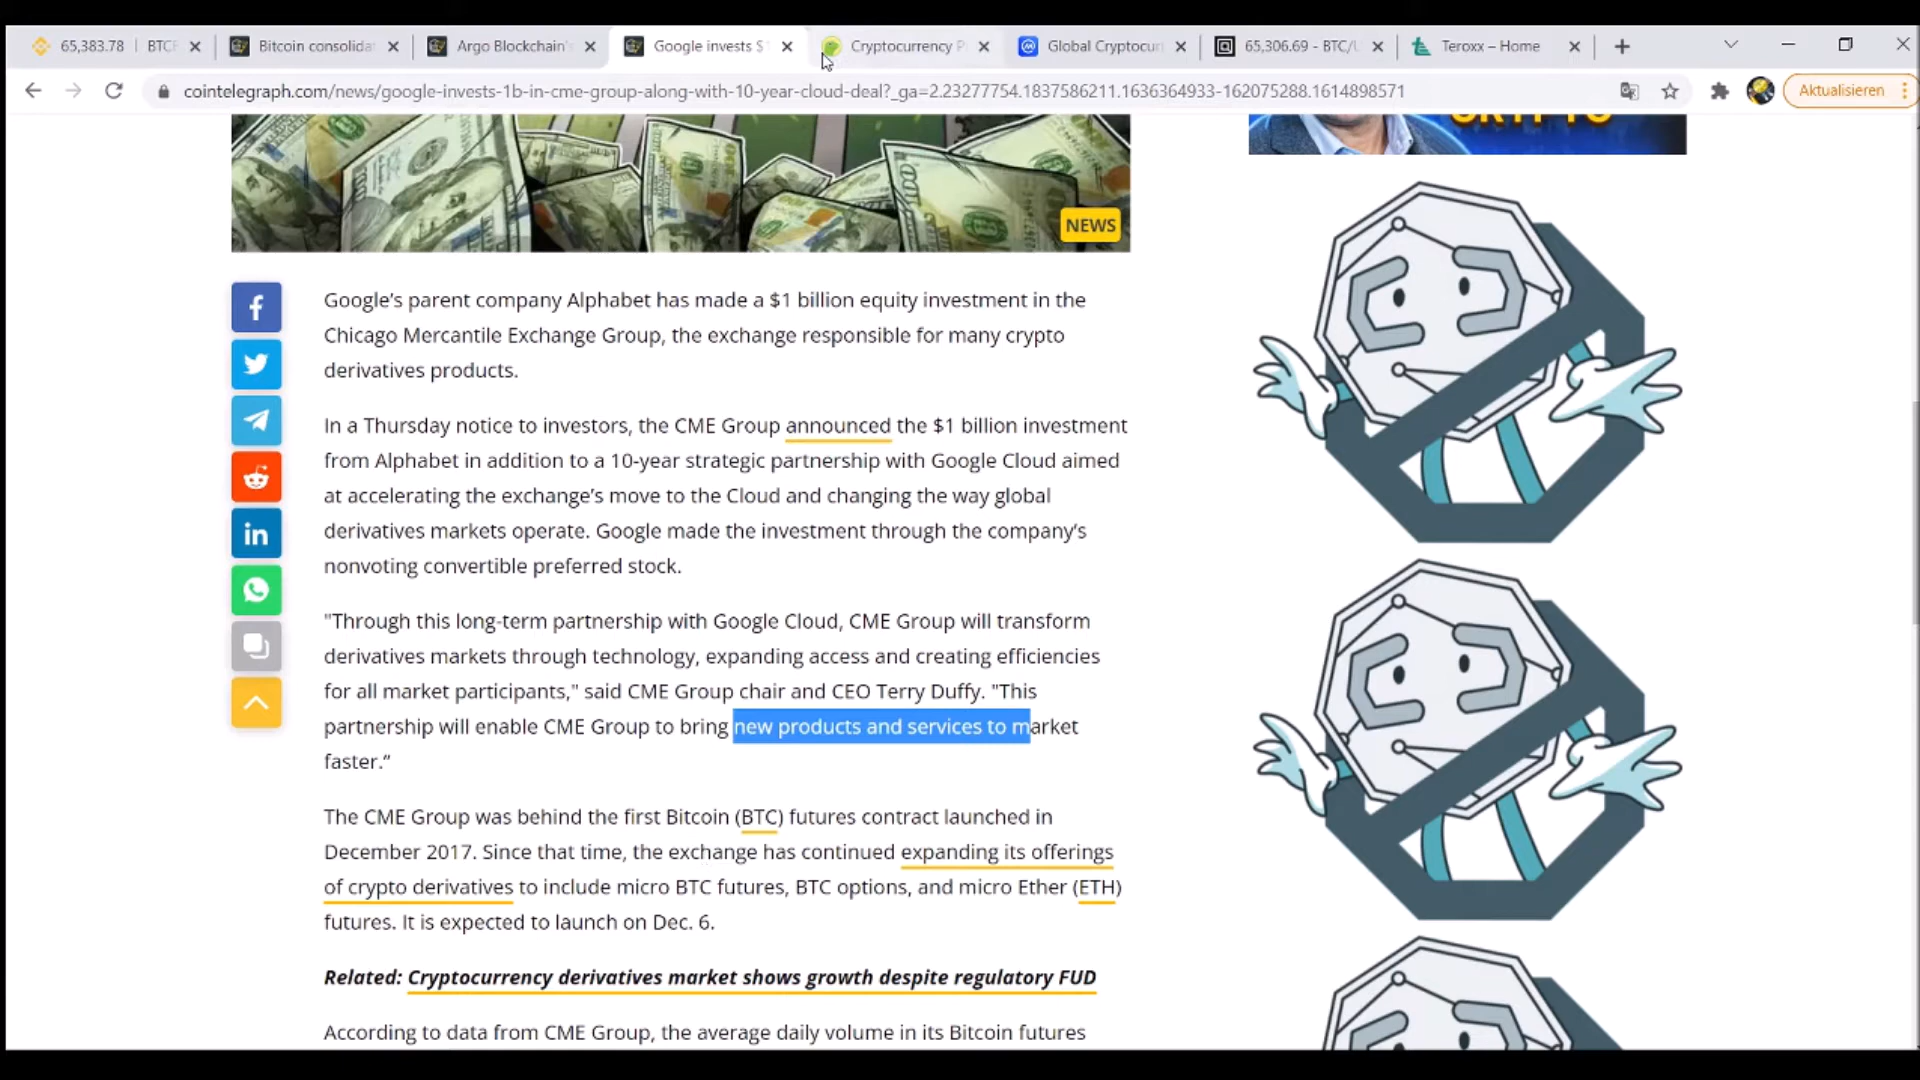 65,383.78 | BTCB
Bitcoin consolida
Argo Blockchain's
Google invests $1
Cryptocurrency P
Global Cryptocur
65,306.69 - BTC/U
Teroxx – Home
cointelegraph.com/news/google-invests-1b-in-cme-group-along-with-10-year-cloud-deal?_ga=2.23277754.1837586211.1636364933-162075288.1614898571
Aktualisieren
NEWS
Google's parent company Alphabet has made a $1 billion equity investment in the
Chicago Mercantile Exchange Group, the exchange responsible for many crypto
derivatives products.
In a Thursday notice to investors, the CME Group announced the $1 billion investment
from Alphabet in addition to a 10-year strategic partnership with Google Cloud aimed
at accelerating the exchange's move to the Cloud and changing the way global
derivatives markets operate. Google made the investment through the company's
nonvoting convertible preferred stock.
"Through this long-term partnership with Google Cloud, CME Group will transform
derivatives markets through technology, expanding access and creating efficiencies
for all market participants," said CME Group chair and CEO Terry Duffy. "This
partnership will enable CME Group to bring new products and services to market
faster.”
The CME Group was behind the first Bitcoin (BTC) futures contract launched in
December 2017. Since that time, the exchange has continued expanding its offerings
of crypto derivatives to include micro BTC futures, BTC options, and micro Ether (ETH)
futures. It is expected to launch on Dec. 6.
Related: Cryptocurrency derivatives market shows growth despite regulatory FUD
According to data from CME Group, the average daily volume in its Bitcoin futures